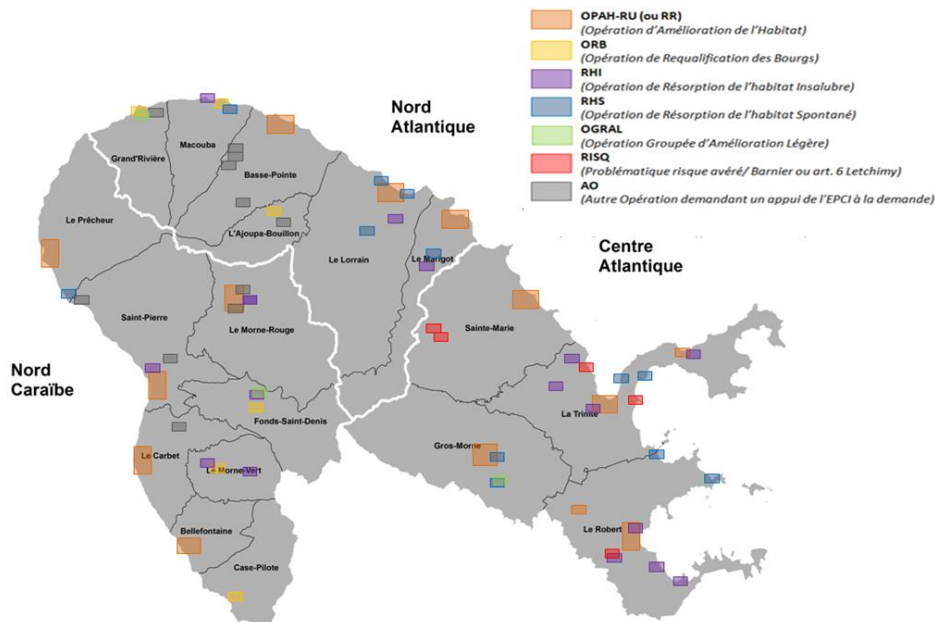 OPAH-RU (ou RR)
(Opération d'Amélioration de l'Habitat)
ORB
(Opération de Requalification des Bourgs)
RHI
(Opération de Résorption de l'habitat Insalubre)
RHS
(Opération de Résorption de l'habitat Spontané)
OGRAL
(Opération Groupée d'Amélioration Légère)
RISQ
(Problématique risque avéré/ Barnier ou art. 6 Letchimy)
AO
(Autre Opération demandant un appui de l'EPCI à la demande)
Nord
Atlantique
Macouba
Grand'Rivière
Basse-Pointe
Le Prêcheur
L'Ajoupa-Bouillon
Centre
Atlantique
Le Lorrain
Le Marigot
Saint-Pierre
Le Morne-Rouge
Sainte-Marie
Nord
Caraïbe
La Trinité
Fonds-Saint-Denis
Gros-Morne
Le Carbet
Le Morne-Vert
Le Robert
Bellefontaine
Case-Pilote